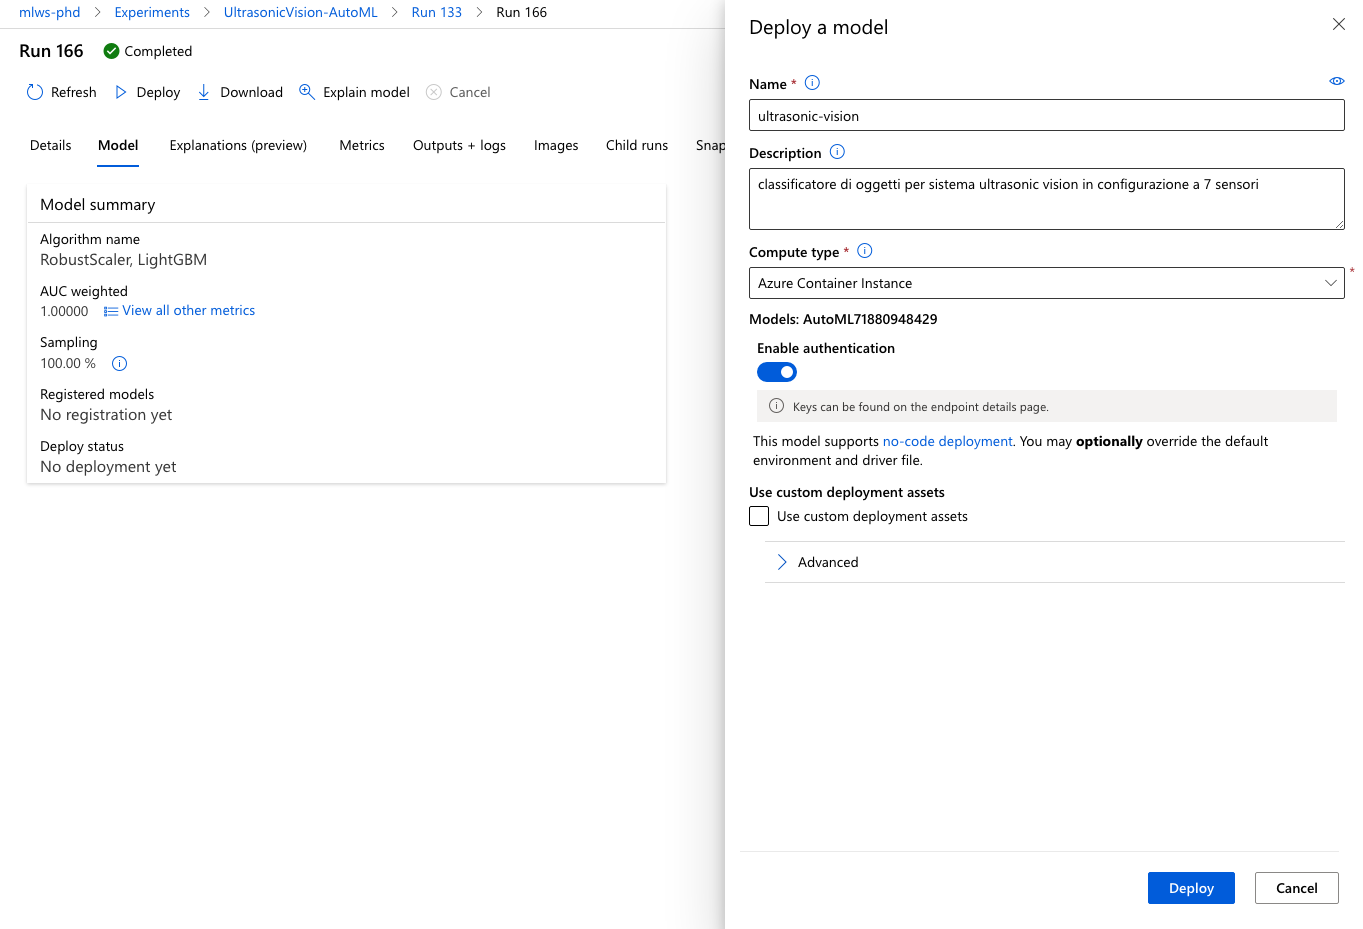 mlws-phd > Experiments > UltrasonicVision-AutoML > Run 133 > Run 166
Run 166 Completed
Refresh Deploy Download Explain model Cancel
Details Model Explanations (preview) Metrics Outputs + logs Images Child runs Snap
Model summary
Algorithm name
RobustScaler, LightGBM
AUC weighted
1.00000 View all other metrics
Sampling
100.00 %
Registered models
No registration yet
Deploy status
No deployment yet
Deploy a model
Name *
ultrasonic-vision
Description
classificatore di oggetti per sistema ultrasonic vision in configurazione a 7 sensori
Compute type *
Azure Container Instance
*
Models: AutoML71880948429
Enable authentication
Keys can be found on the endpoint details page.
This model supports no-code deployment. You may optionally override the default
environment and driver file.
Use custom deployment assets
Use custom deployment assets
Advanced
Deploy Cancel